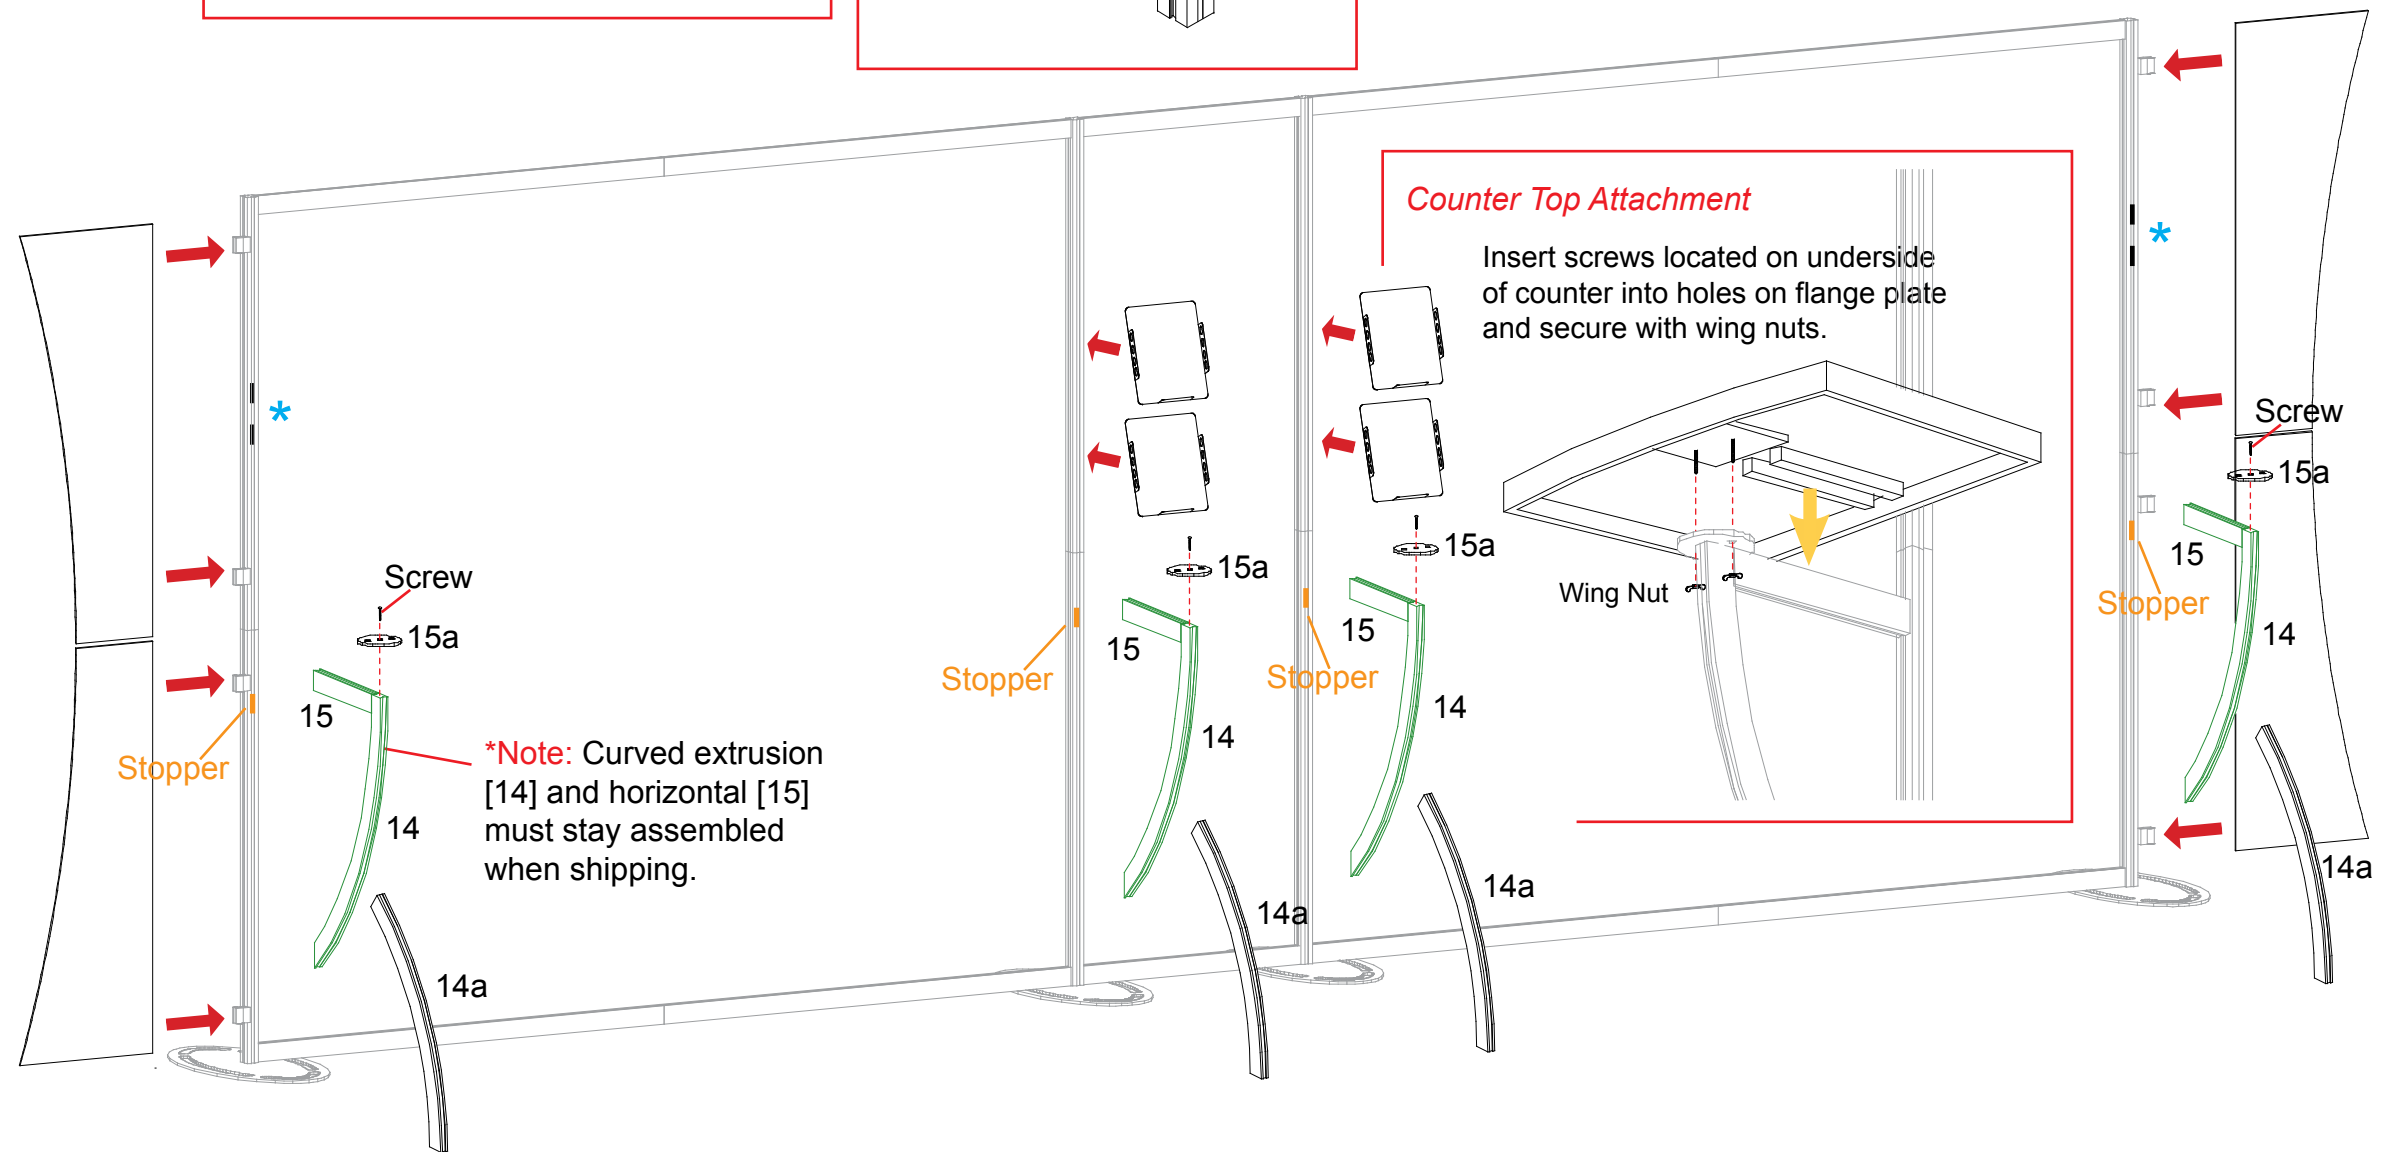 Counter Top Attachment
Insert screws located on underside
of counter into holes on flange plate
and secure with wing nuts.
Wing Nut
*
*
Screw
15a
15
14
14a
Stopper
*Note: Curved extrusion
[14] and horizontal [15]
must stay assembled
when shipping.
Stopper
15a
15
14
14a
Stopper
15a
15
14
14a
Screw
15a
15
Stopper
14
14a